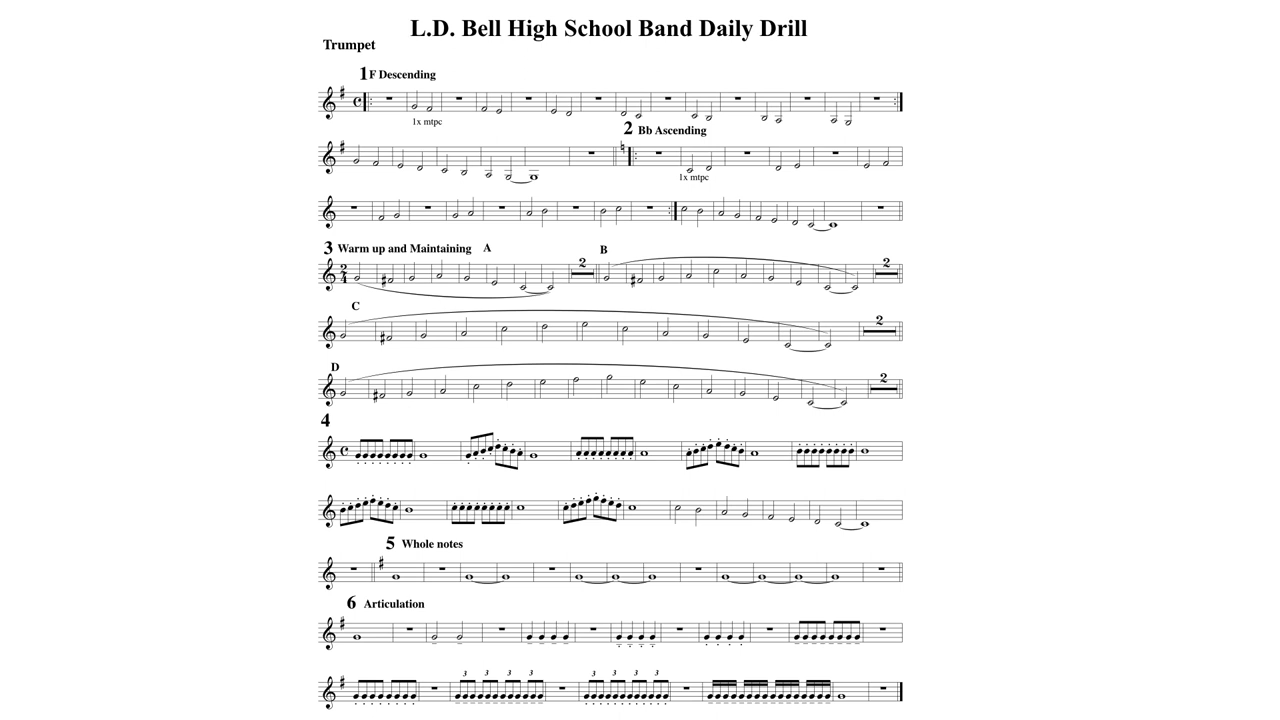 L.D. Bell High School Band Daily Drill
Trumpet
1 F Descending
1x mtpc
2 Bb Ascending
1x mtpc
3 Warm up and Maintaining A
2 4
2
B
2
C
2
D
2
4
5 Whole notes
6 Articulation
3 3 3 3 3 3 3 3